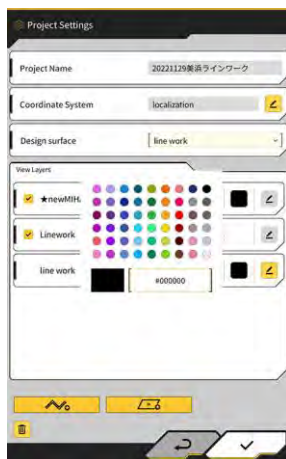 Project Settings
Project Name
20221129美浜ラインワーク
Coordinate System
localization
Design surface
line work
View Layers
★newMIH
Linework
line work
#000000